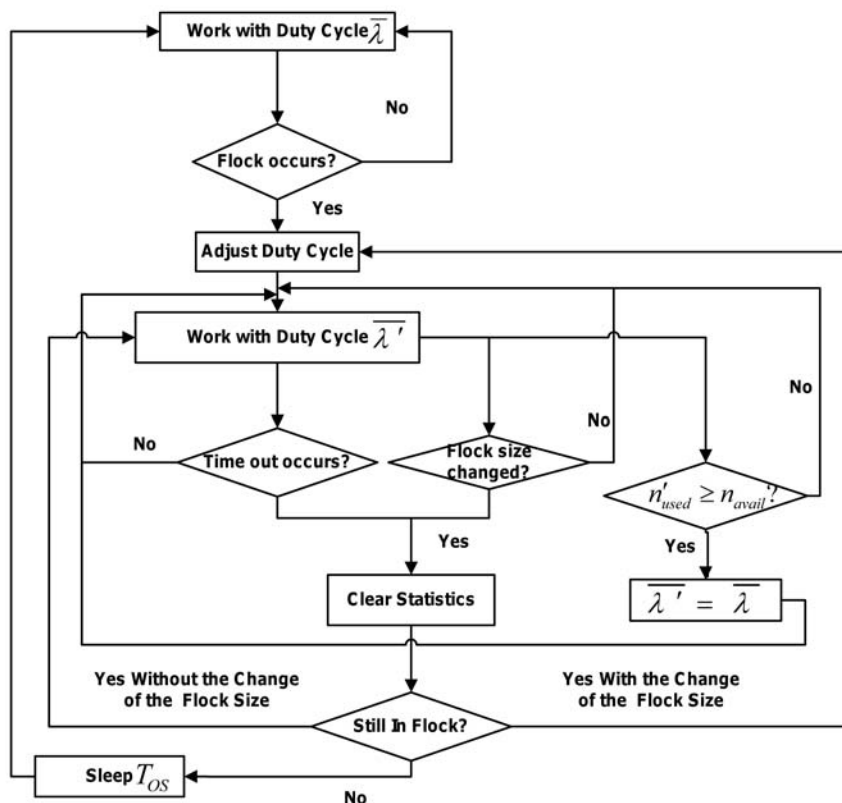 Work with Duty Cycle λ̅
No
Flock occurs?
Yes
Adjust Duty Cycle
Work with Duty Cycle λ̅'̅
No
No
No
Time out occurs?
Flock size
changed?
n'used ≥ navail?
Yes
Yes
Clear Statistics
λ̅'̅ = λ̅
Yes Without the Change
of the Flock Size
Yes With the Change
of the Flock Size
Still In Flock?
Sleep TOS
No